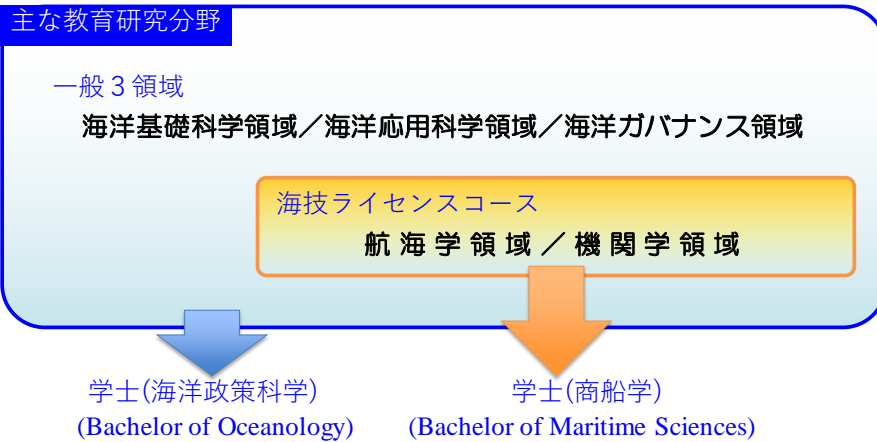 主な教育研究分野
一般３領域
海洋基礎科学領域／海洋応用科学領域／海洋ガバナンス領域
海技ライセンスコース
航海学領域／機関学領域
学士(海洋政策科学)
(Bachelor of Oceanology)
学士(商船学)
(Bachelor of Maritime Sciences)